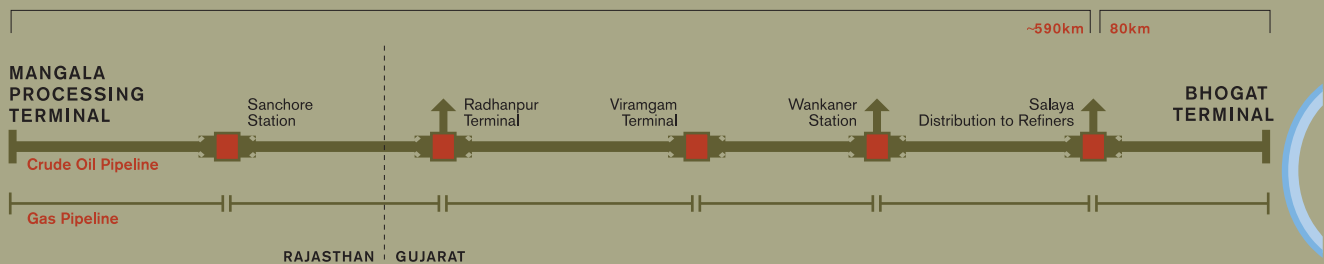 ~590km
80km
MANGALA
PROCESSING
TERMINAL
Sanchore
Station
Radhanpur
Terminal
Viramgam
Terminal
Wankaner
Station
Salaya
Distribution to Refiners
BHOGAT
TERMINAL
Crude Oil Pipeline
Gas Pipeline
RAJASTHAN
GUJARAT